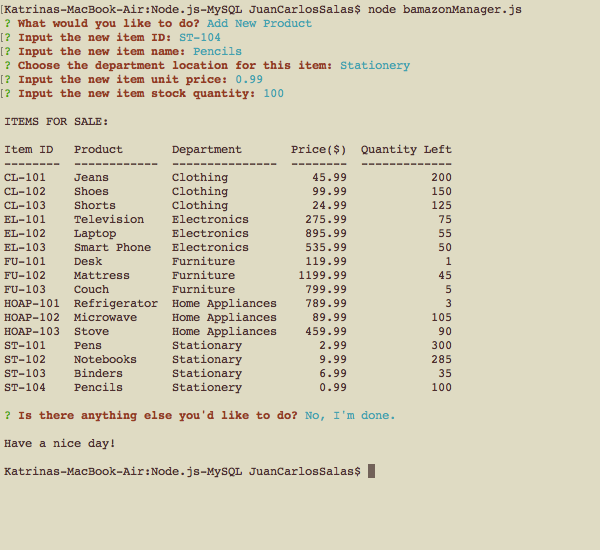 [Katrinas-MacBook-Air:Node.js-MySQL JuanCarlosSalas$ node bamazonManager.js
? What would you like to do? Add New Product
[? Input the new item ID: ST-104
[? Input the new item name: Pencils
? Choose the department location for this item: Stationery
[? Input the new item unit price: 0.99
[? Input the new item stock quantity: 100
ITEMS FOR SALE:
Item ID  Product       Department      Price($)  Quantity Left
--------  ------------  ---------------  --------  -------------
CL-101    Jeans         Clothing            45.99            200
CL-102    Shoes         Clothing            99.99            150
CL-103    Shorts        Clothing            24.99            125
EL-101    Television    Electronics        275.99             75
EL-102    Laptop        Electronics        895.99             55
EL-103    Smart Phone   Electronics        535.99             50
FU-101    Desk          Furniture          119.99              1
FU-102    Mattress      Furniture         1199.99             45
FU-103    Couch         Furniture          799.99              5
HOAP-101  Refrigerator  Home Appliances    789.99              3
HOAP-102  Microwave     Home Appliances     89.99            105
HOAP-103  Stove         Home Appliances    459.99             90
ST-101    Pens          Stationary           2.99            300
ST-102    Notebooks     Stationary           9.99            285
ST-103    Binders       Stationary           6.99             35
ST-104    Pencils       Stationery           0.99            100
? Is there anything else you'd like to do? No, I'm done.
Have a nice day!
Katrinas-MacBook-Air:Node.js-MySQL JuanCarlosSalas$